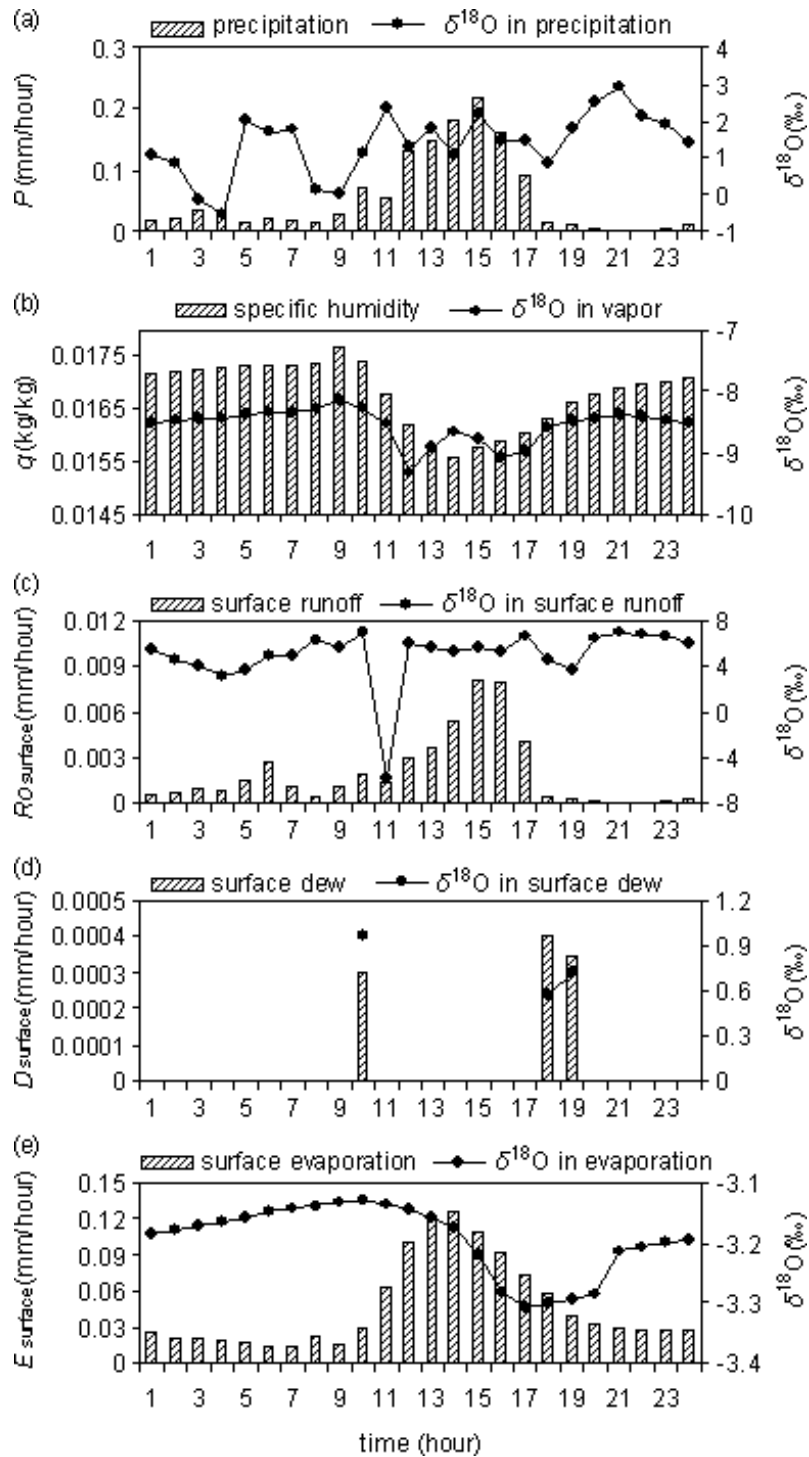 (a)
precipitation δ¹⁸O in precipitation
0.3 4
3
0.2 2
1
0.1 0
0 -1
P (mm/hour)
δ¹⁸O(‰)
1 3 5 7 9 11 13 15 17 19 21 23
(b)
specific humidity δ¹⁸O in vapor
-7
0.0175
-8
0.0165
-9
0.0155
0.0145 -10
q (kg/kg)
δ¹⁸O(‰)
1 3 5 7 9 11 13 15 17 19 21 23
(c)
surface runoff δ¹⁸O in surface runoff
0.012 8
0.009 4
0.006 0
0.003 -4
0 -8
Ro surface (mm/hour)
δ¹⁸O(‰)
1 3 5 7 9 11 13 15 17 19 21 23
(d)
surface dew δ¹⁸O in surface dew
0.0005 1.2
0.0004 0.9
0.0003
0.0002 0.6
0.0001 0.3
0 0
D surface (mm/hour)
δ¹⁸O(‰)
1 3 5 7 9 11 13 15 17 19 21 23
(e)
surface evaporation δ¹⁸O in evaporation
0.15 -3.1
0.12
0.09 -3.2
0.06 -3.3
0.03
0 -3.4
E surface (mm/hour)
δ¹⁸O(‰)
1 3 5 7 9 11 13 15 17 19 21 23
time (hour)